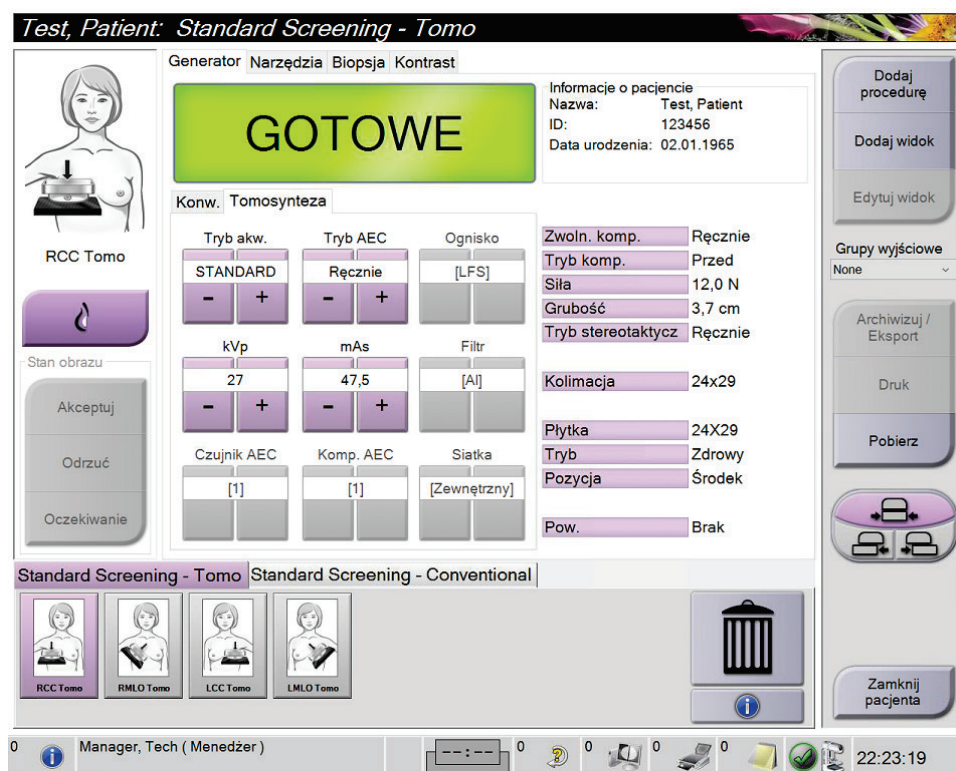 Test, Patient: Standard Screening - Tomo
Generator Narzędzia Biopsja Kontrast
GOTOWE
Informacje o pacjencie
Nazwa: Test, Patient
ID: 123456
Data urodzenia: 02.01.1965
RCC Tomo
Stan obrazu
Akceptuj
Odrzuć
Oczekiwanie
Konw. Tomosynteza
Tryb akw. Tryb AEC Ognisko
STANDARD Ręcznie [LFS]
- + - +
kVp mAs Filtr
27 47,5 [Al]
- + - +
Czujnik AEC Komp. AEC Siatka
[1] [1] [Zewnętrzny]
Zwoln. komp. Ręcznie
Tryb komp. Przed
Siła 12,0 N
Grubość 3,7 cm
Tryb stereotaktycz Ręcznie
Kolimacja 24x29
Płytka 24X29
Tryb Zdrowy
Pozycja Środek
Pow. Brak
Dodaj
procedurę
Dodaj widok
Edytuj widok
Grupy wyjściowe
None
Archiwizuj /
Eksport
Druk
Pobierz
Zamknij
pacjenta
Standard Screening - Tomo Standard Screening - Conventional
RCC Tomo RMLO Tomo LCC Tomo LMLO Tomo
0 Manager, Tech ( Menedżer ) --:-- 0 0 0 0 22:23:19